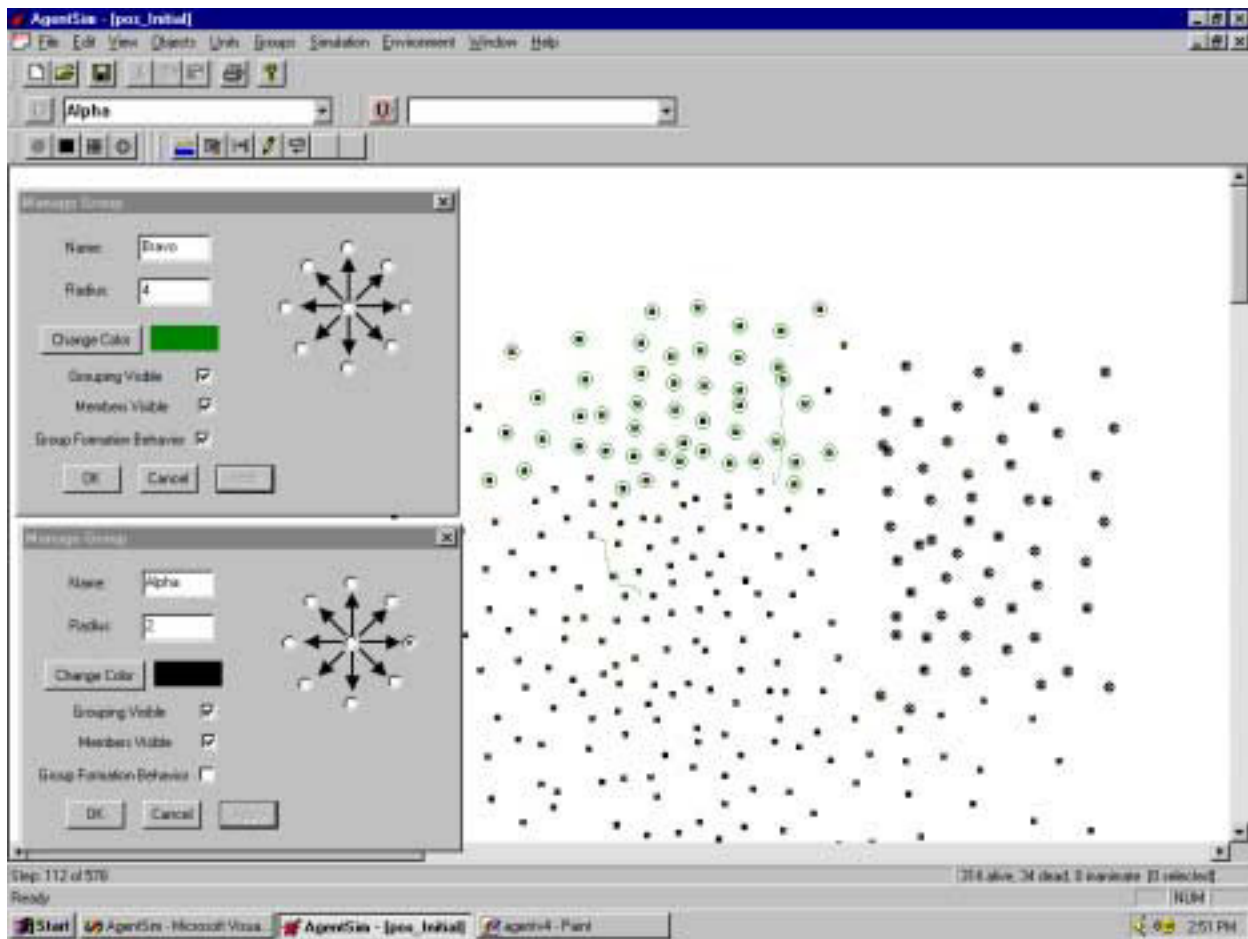 AgentSim - [pos_Initial]
File Edit View Objects Units Groups Simulation Environment Window Help
Alpha
Manage Group
Name: Bravo
Radius: 4
Change Color
Grouping Visible
Members Visible
Group Formation Behavior
OK Cancel
Manage Group
Name: Alpha
Radius: 2
Change Color
Grouping Visible
Members Visible
Group Formation Behavior
OK Cancel Apply
Step: 112 of 578
alive, 34 dead, 0 inanimate [0 selected]
Ready
NUM
Start AgentSim - Microsoft Visua... AgentSim - [pos_Initial] agentv4 - Paint 2:51 PM